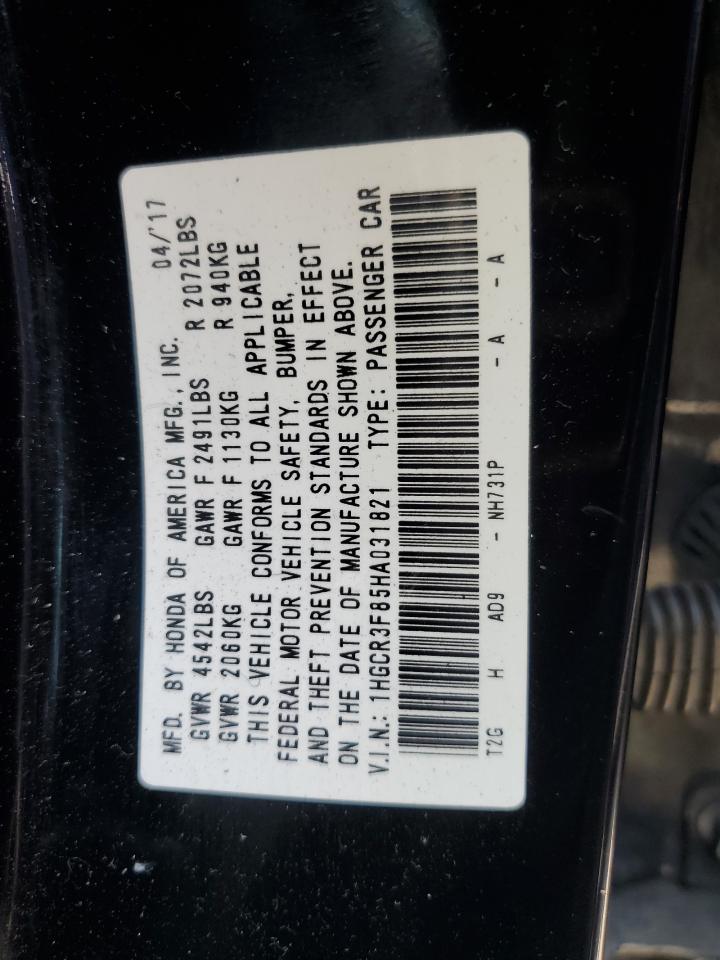 MFD. BY HONDA OF AMERICA MFG., INC. 04/'17
GVWR 4542LBS GAWR F 2491LBS R 2072LBS
GVWR 2060KG GAWR F 1130KG R 940KG
THIS VEHICLE CONFORMS TO ALL APPLICABLE
FEDERAL MOTOR VEHICLE SAFETY, BUMPER,
AND THEFT PREVENTION STANDARDS IN EFFECT
ON THE DATE OF MANUFACTURE SHOWN ABOVE.
V.I.N.: 1HGCR3F85HA031821 TYPE: PASSENGER CAR
T2G H AD9 - NH731P - A - A